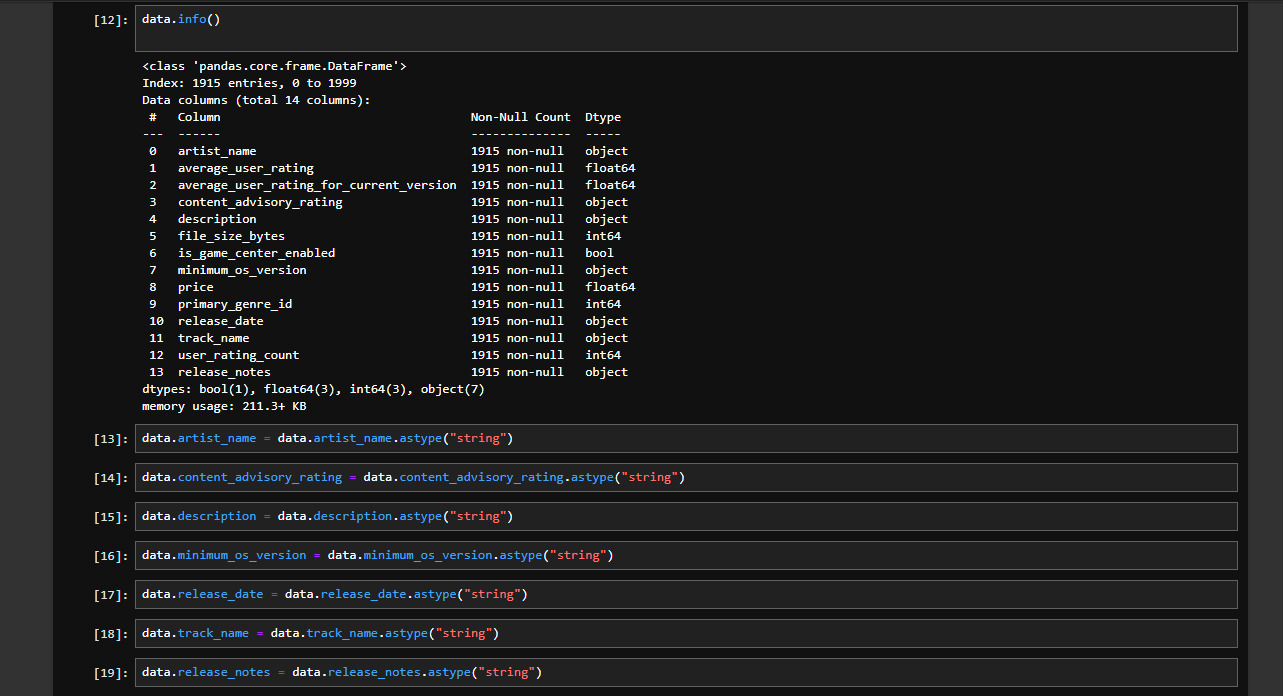 [12]: data.info()
<class 'pandas.core.frame.DataFrame'>
Index: 1915 entries, 0 to 1999
Data columns (total 14 columns):
 #   Column                                Non-Null Count  Dtype
---  ------                                --------------  -----
 0   artist_name                           1915 non-null   object
 1   average_user_rating                   1915 non-null   float64
 2   average_user_rating_for_current_version  1915 non-null   float64
 3   content_advisory_rating               1915 non-null   object
 4   description                           1915 non-null   object
 5   file_size_bytes                       1915 non-null   int64
 6   is_game_center_enabled                1915 non-null   bool
 7   minimum_os_version                    1915 non-null   object
 8   price                                 1915 non-null   float64
 9   primary_genre_id                      1915 non-null   int64
 10  release_date                          1915 non-null   object
 11  track_name                            1915 non-null   object
 12  user_rating_count                     1915 non-null   int64
 13  release_notes                         1915 non-null   object
dtypes: bool(1), float64(3), int64(3), object(7)
memory usage: 211.3+ KB
[13]: data.artist_name = data.artist_name.astype("string")
[14]: data.content_advisory_rating = data.content_advisory_rating.astype("string")
[15]: data.description = data.description.astype("string")
[16]: data.minimum_os_version = data.minimum_os_version.astype("string")
[17]: data.release_date = data.release_date.astype("string")
[18]: data.track_name = data.track_name.astype("string")
[19]: data.release_notes = data.release_notes.astype("string")